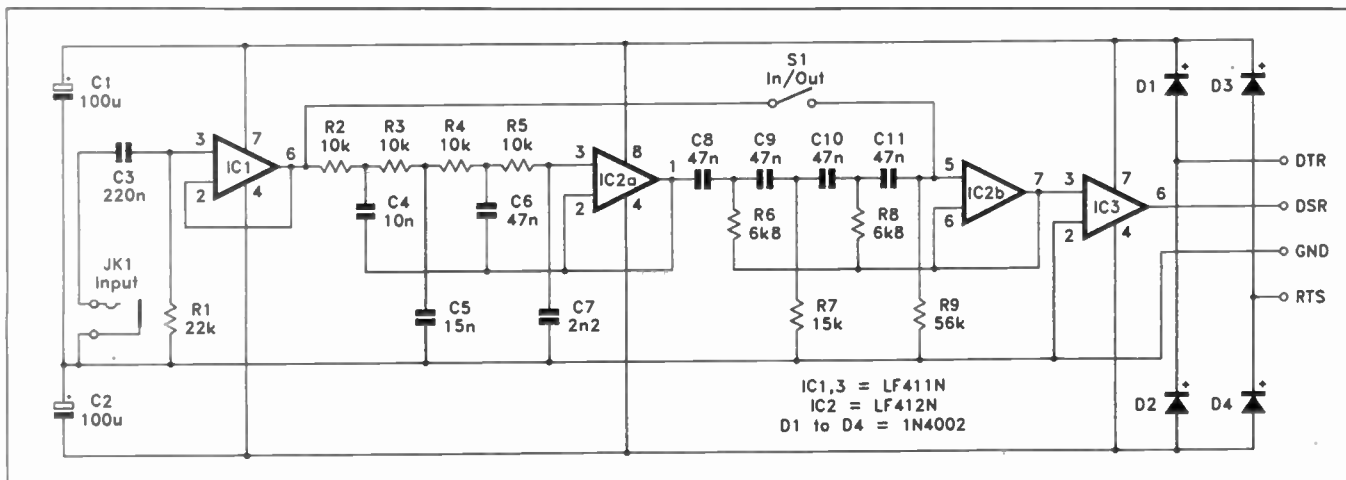 S1
In/Out
C1
100u
D1
D3
R2
10k
R3
10k
R4
10k
R5
10k
C8
47n
C9
47n
C10
47n
C11
47n
C3
220n
3
2
IC1
7
4
6
3
2
IC2a
8
4
1
5
6
IC2b
7
3
2
IC3
7
4
6
DTR
DSR
GND
RTS
C4
10n
C6
47n
R6
6k8
R8
6k8
JK1
Input
R1
22k
C5
15n
C7
2n2
R7
15k
R9
56k
C2
100u
IC1,3 = LF411N
IC2 = LF412N
D1 to D4 = 1N4002
D2
D4